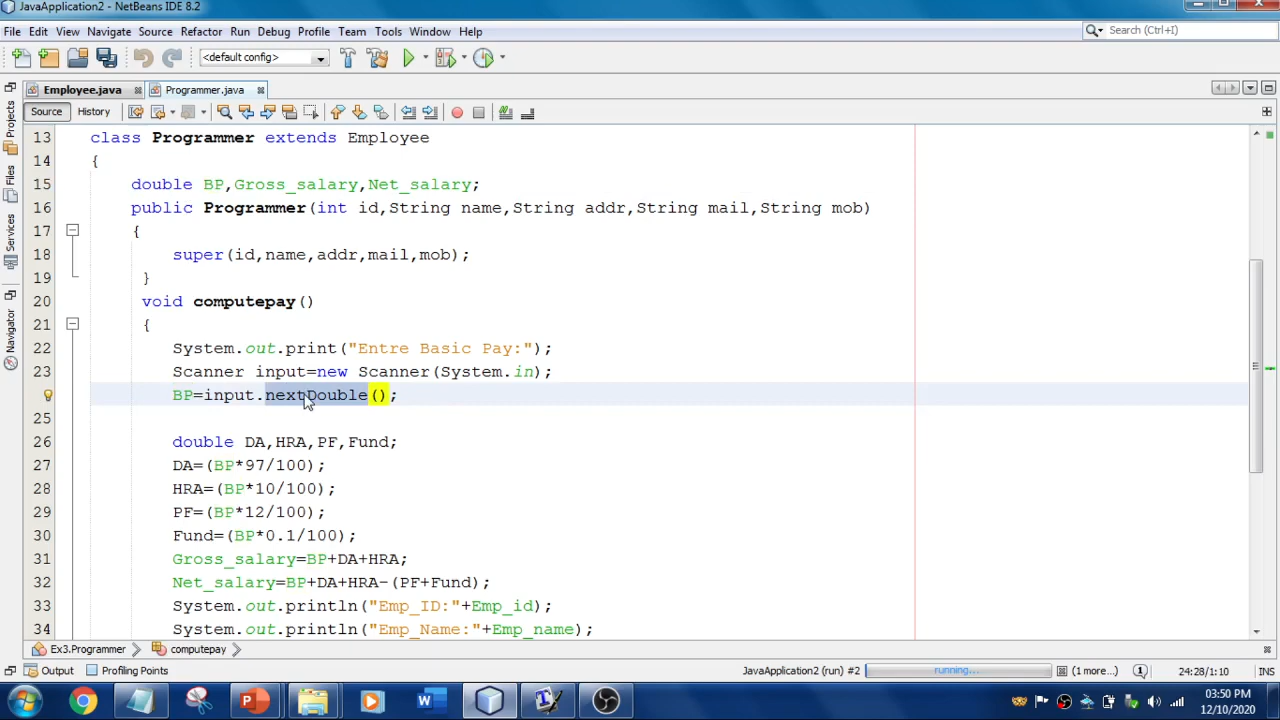 JavaApplication2 - NetBeans IDE 8.2
File Edit View Navigate Source Refactor Run Debug Profile Team Tools Window Help
Search (Ctrl+I)
<default config>
Employee.java
Programmer.java
Source History
Projects
Files
Services
Navigator
13 class Programmer extends Employee
14 {
15 double BP,Gross_salary,Net_salary;
16 public Programmer(int id,String name,String addr,String mail,String mob)
17 {
18 super(id,name,addr,mail,mob);
19 }
20 void computepay()
21 {
22 System.out.print("Entre Basic Pay:");
23 Scanner input=new Scanner(System.in);
BP=input.nextDouble();
25
26 double DA,HRA,PF,Fund;
27 DA=(BP*97/100);
28 HRA=(BP*10/100);
29 PF=(BP*12/100);
30 Fund=(BP*0.1/100);
31 Gross_salary=BP+DA+HRA;
32 Net_salary=BP+DA+HRA-(PF+Fund);
33 System.out.println("Emp_ID:"+Emp_id);
34 System.out.println("Emp_Name:"+Emp_name);
Ex3.Programmer computepay
Output Profiling Points JavaApplication2 (run) #2 running... (1 more...) 24:28/1:10 INS
03:50 PM
12/10/2020